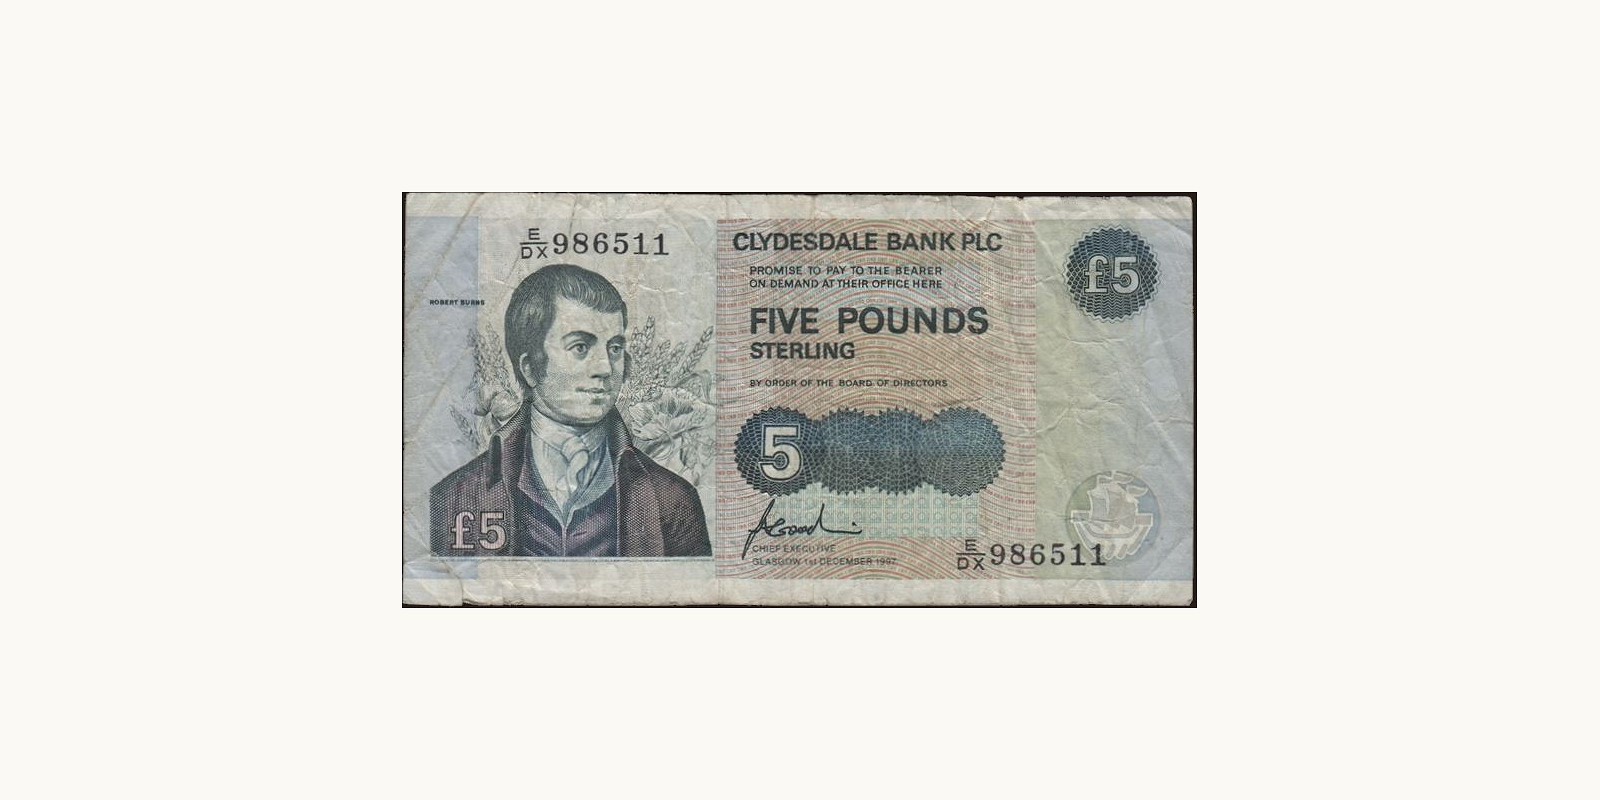 E/DX 986511
ROBERT BURNS
£5
CLYDESDALE BANK PLC
PROMISE TO PAY TO THE BEARER
ON DEMAND AT THEIR OFFICE HERE
FIVE POUNDS
STERLING
BY ORDER OF THE BOARD OF DIRECTORS
5
CHIEF EXECUTIVE
GLASGOW 1st DECEMBER 1997
£5
E/DX 986511